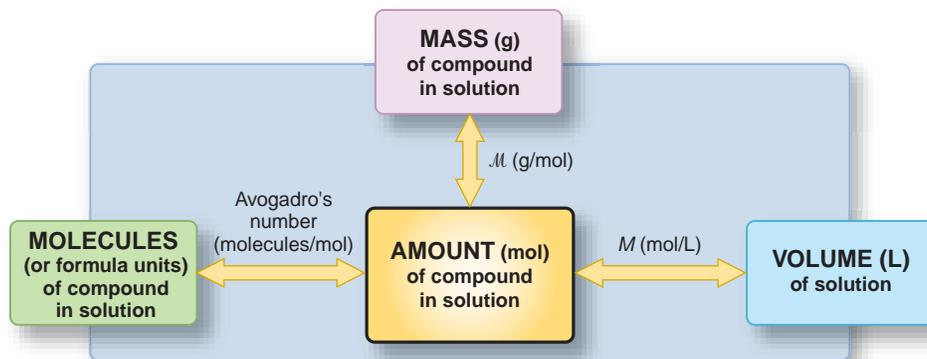 MASS (g)
of compound
in solution
ℳ (g/mol)
Avogadro's
number
(molecules/mol)
MOLECULES
(or formula units)
of compound
in solution
AMOUNT (mol)
of compound
in solution
M (mol/L)
VOLUME (L)
of solution